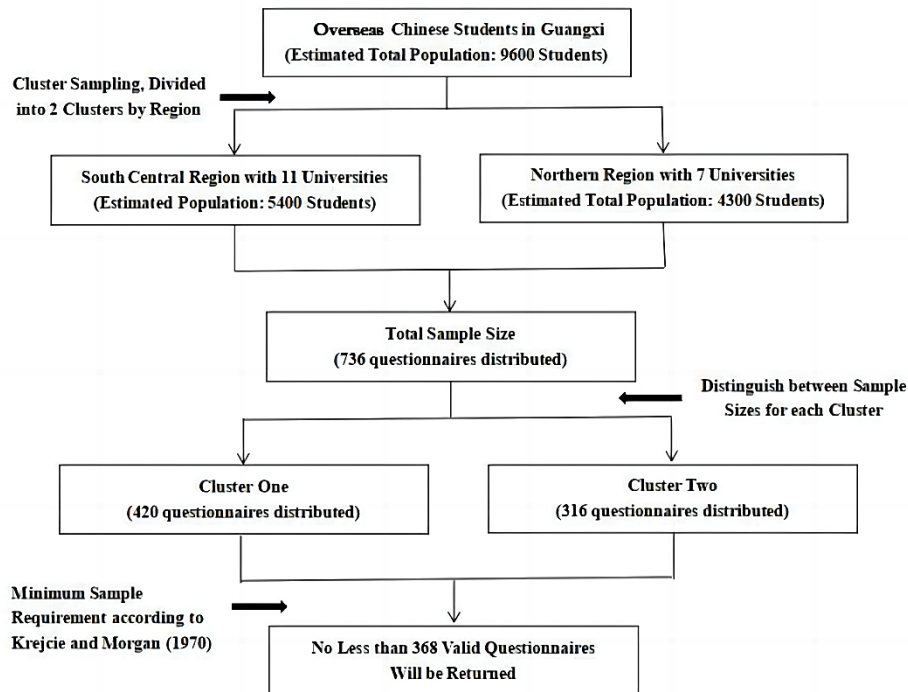 Overseas Chinese Students in Guangxi
(Estimated Total Population: 9600 Students)
Cluster Sampling, Divided
into 2 Clusters by Region
South Central Region with 11 Universities
(Estimated Population: 5400 Students)
Northern Region with 7 Universities
(Estimated Total Population: 4300 Students)
Total Sample Size
(736 questionnaires distributed)
Distinguish between Sample
Sizes for each Cluster
Cluster One
(420 questionnaires distributed)
Cluster Two
(316 questionnaires distributed)
Minimum Sample
Requirement according to
Krejcie and Morgan (1970)
No Less than 368 Valid Questionnaires
Will be Returned